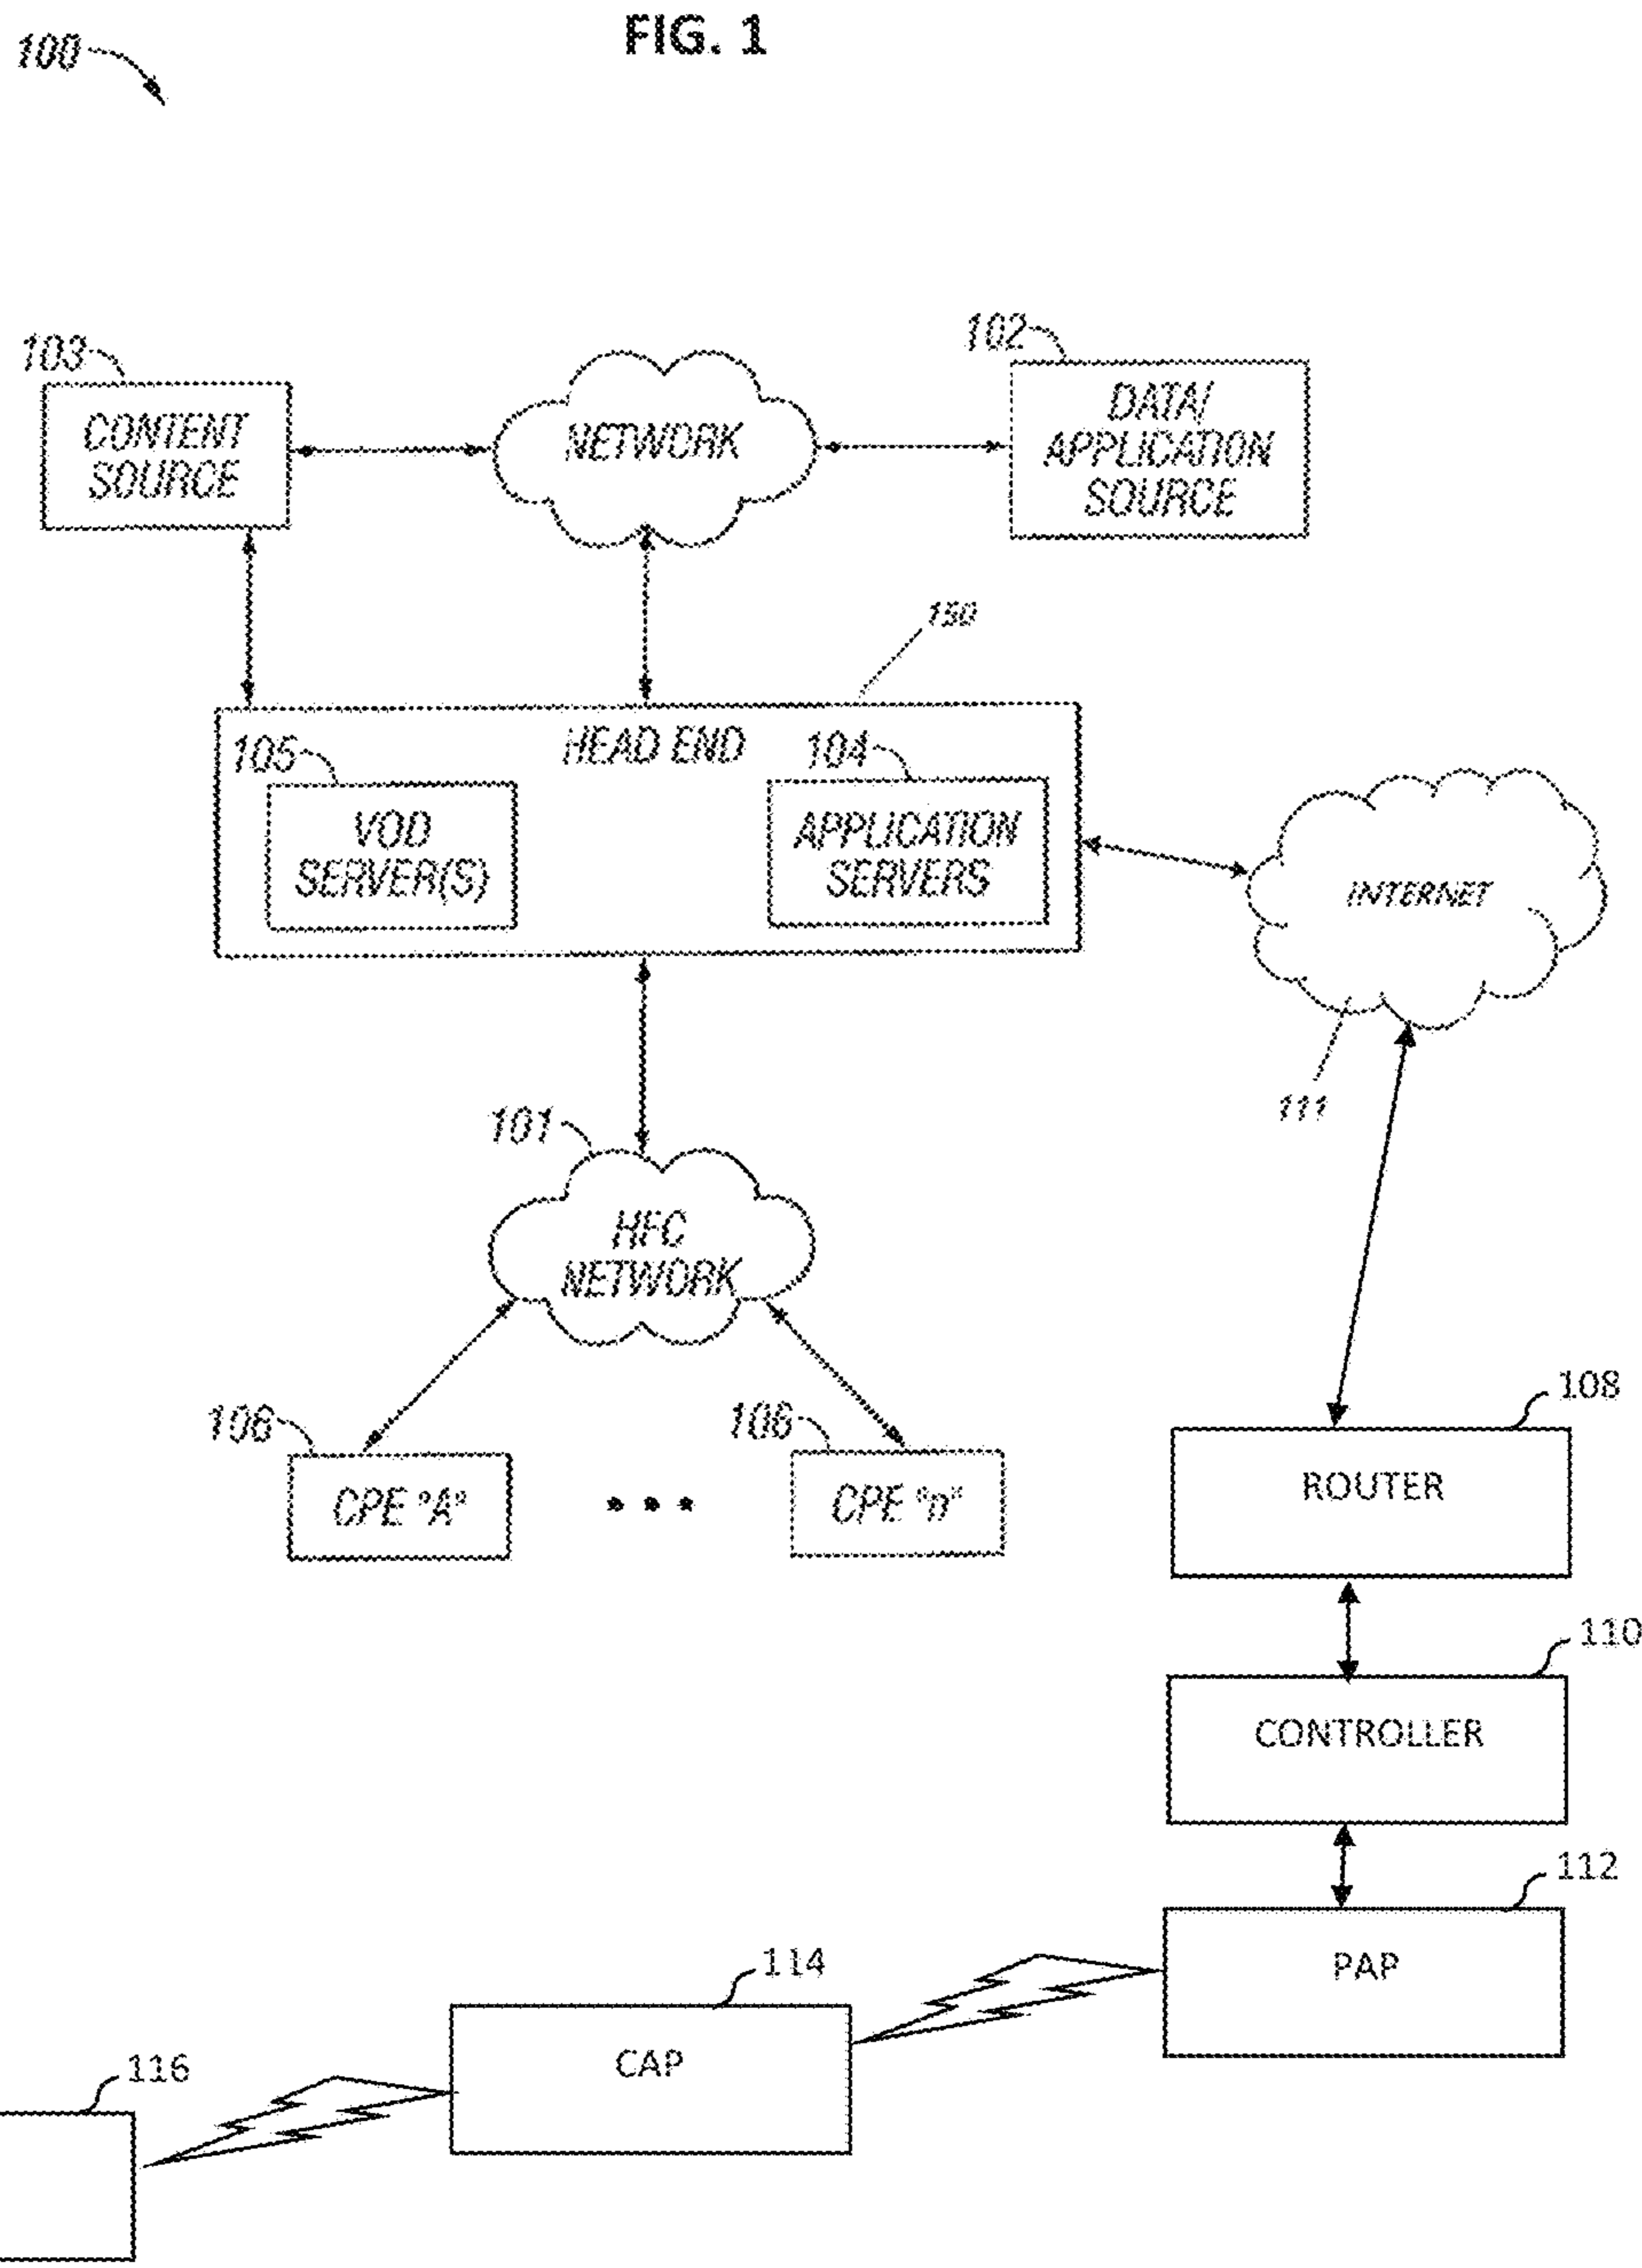 FIG. 1
100
103
CONTENT
SOURCE
NETWORK
102
DATA/
APPLICATION
SOURCE
150
HEAD END
105
VOD
SERVER(S)
104
APPLICATION
SERVERS
INTERNET
111
101
HFC
NETWORK
106
CPE "A"
106
CPE "n"
108
ROUTER
110
CONTROLLER
112
PAP
114
CAP
116